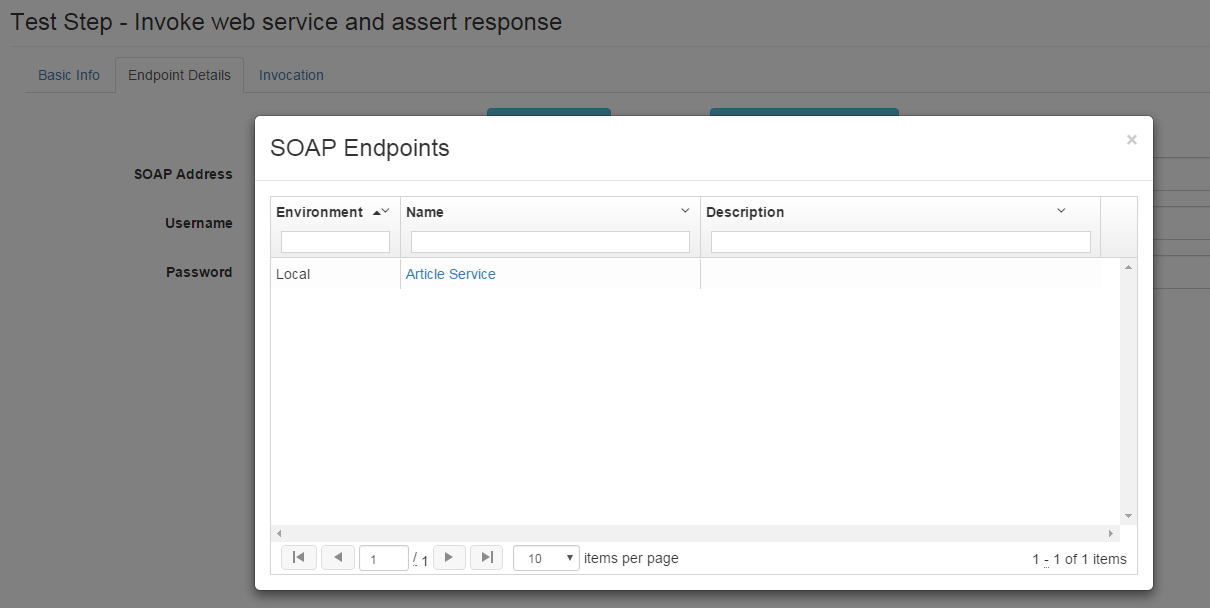 Test Step - Invoke web service and assert response
Basic Info Endpoint Details Invocation
SOAP Endpoints ×
SOAP Address
Username
Password
Environment Name Description
Local Article Service
1 / 1 10 items per page 1 - 1 of 1 items